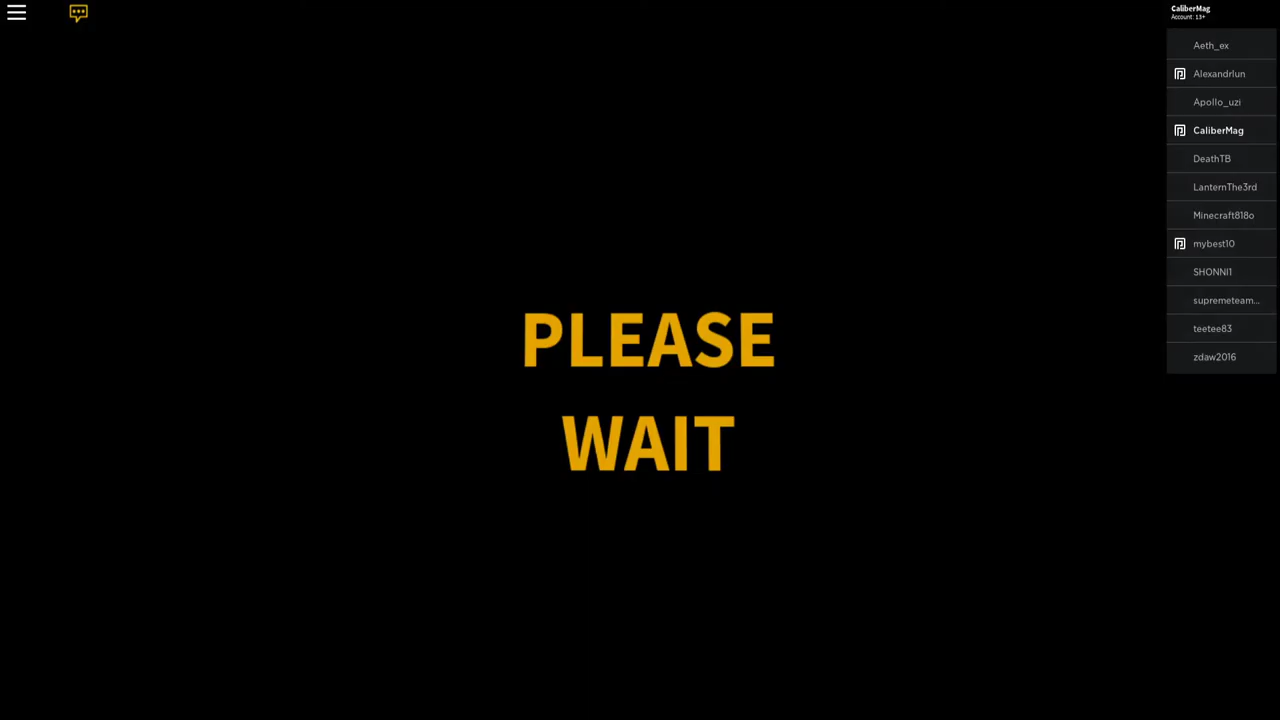 CaliberMag
Account: 13+
Aeth_ex
Alexandrlun
Apollo_uzi
CaliberMag
DeathTB
LanternThe3rd
Minecraft818o
mybest10
SHONNI1
supremeteam...
teetee83
zdaw2016
PLEASE
WAIT